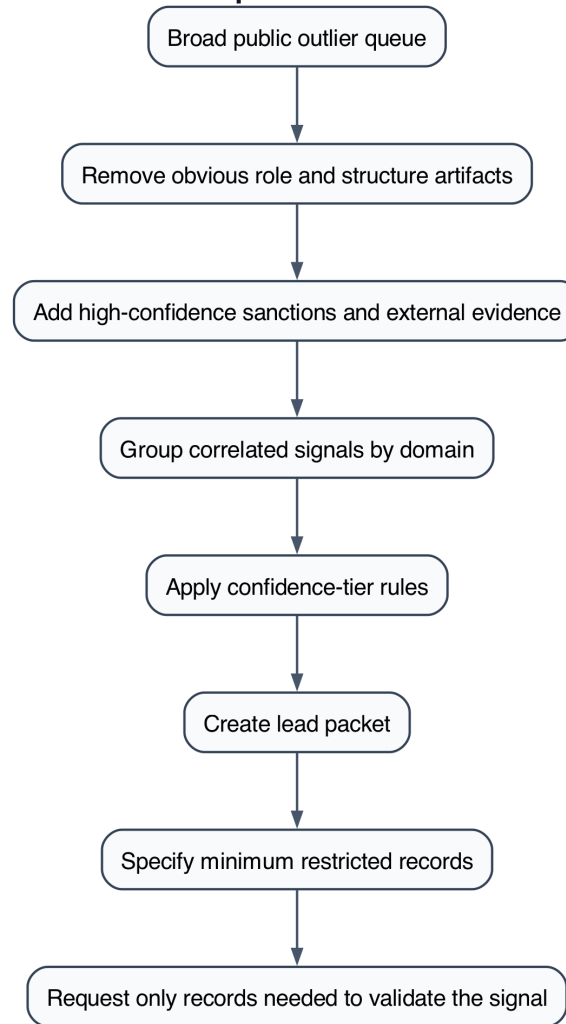 Broad public outlier queue
Remove obvious role and structure artifacts
Add high-confidence sanctions and external evidence
Group correlated signals by domain
Apply confidence-tier rules
Create lead packet
Specify minimum restricted records
Request only records needed to validate the signal